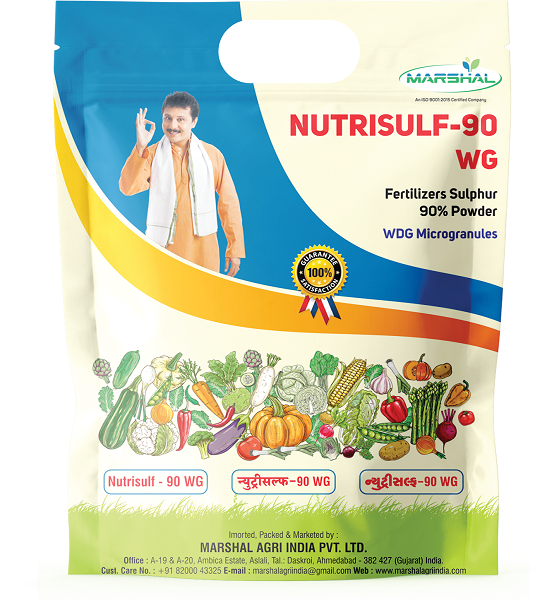 MARSHAL
An ISO 9001:2015 Certified Company
NUTRISULF-90
WG
Fertilizers Sulphur
90% Powder
WDG Microgranules
GUARANTEE
100%
SATISFACTION
Nutrisulf - 90 WG
न्युट्रीसल्फ-90 WG
ન્યુટ્રીસલ્ફ-90 WG
Imorted, Packed & Marketed by :
MARSHAL AGRI INDIA PVT. LTD.
Office : A-19 & A-20, Ambica Estate, Aslali, Tal.: Daskroi, Ahmedabad - 382 427 (Gujarat) India.
Cust. Care No. : +91 82000 43325 E-mail : marshalagriindia@gmail.com Web : www.marshalagriindia.com